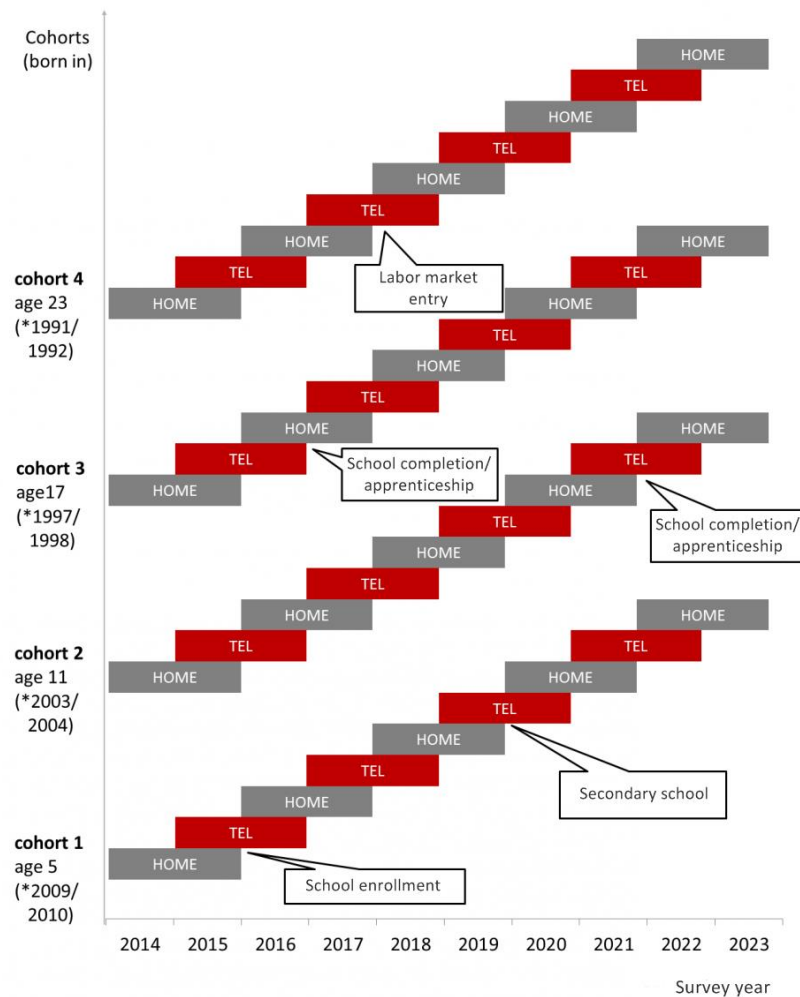 Cohorts
(born in)
HOME
TEL
HOME
TEL
HOME
TEL
HOME
TEL
HOME
Labor market
entry
cohort 4
age 23
(*1991/
1992)
HOME
TEL
HOME
TEL
HOME
TEL
HOME
TEL
HOME
School completion/
apprenticeship
cohort 3
age17
(*1997/
1998)
HOME
TEL
HOME
TEL
HOME
TEL
HOME
TEL
HOME
School completion/
apprenticeship
cohort 2
age 11
(*2003/
2004)
HOME
TEL
HOME
TEL
HOME
TEL
HOME
TEL
HOME
Secondary school
cohort 1
age 5
(*2009/
2010)
School enrollment
2014 2015 2016 2017 2018 2019 2020 2021 2022 2023
Survey year